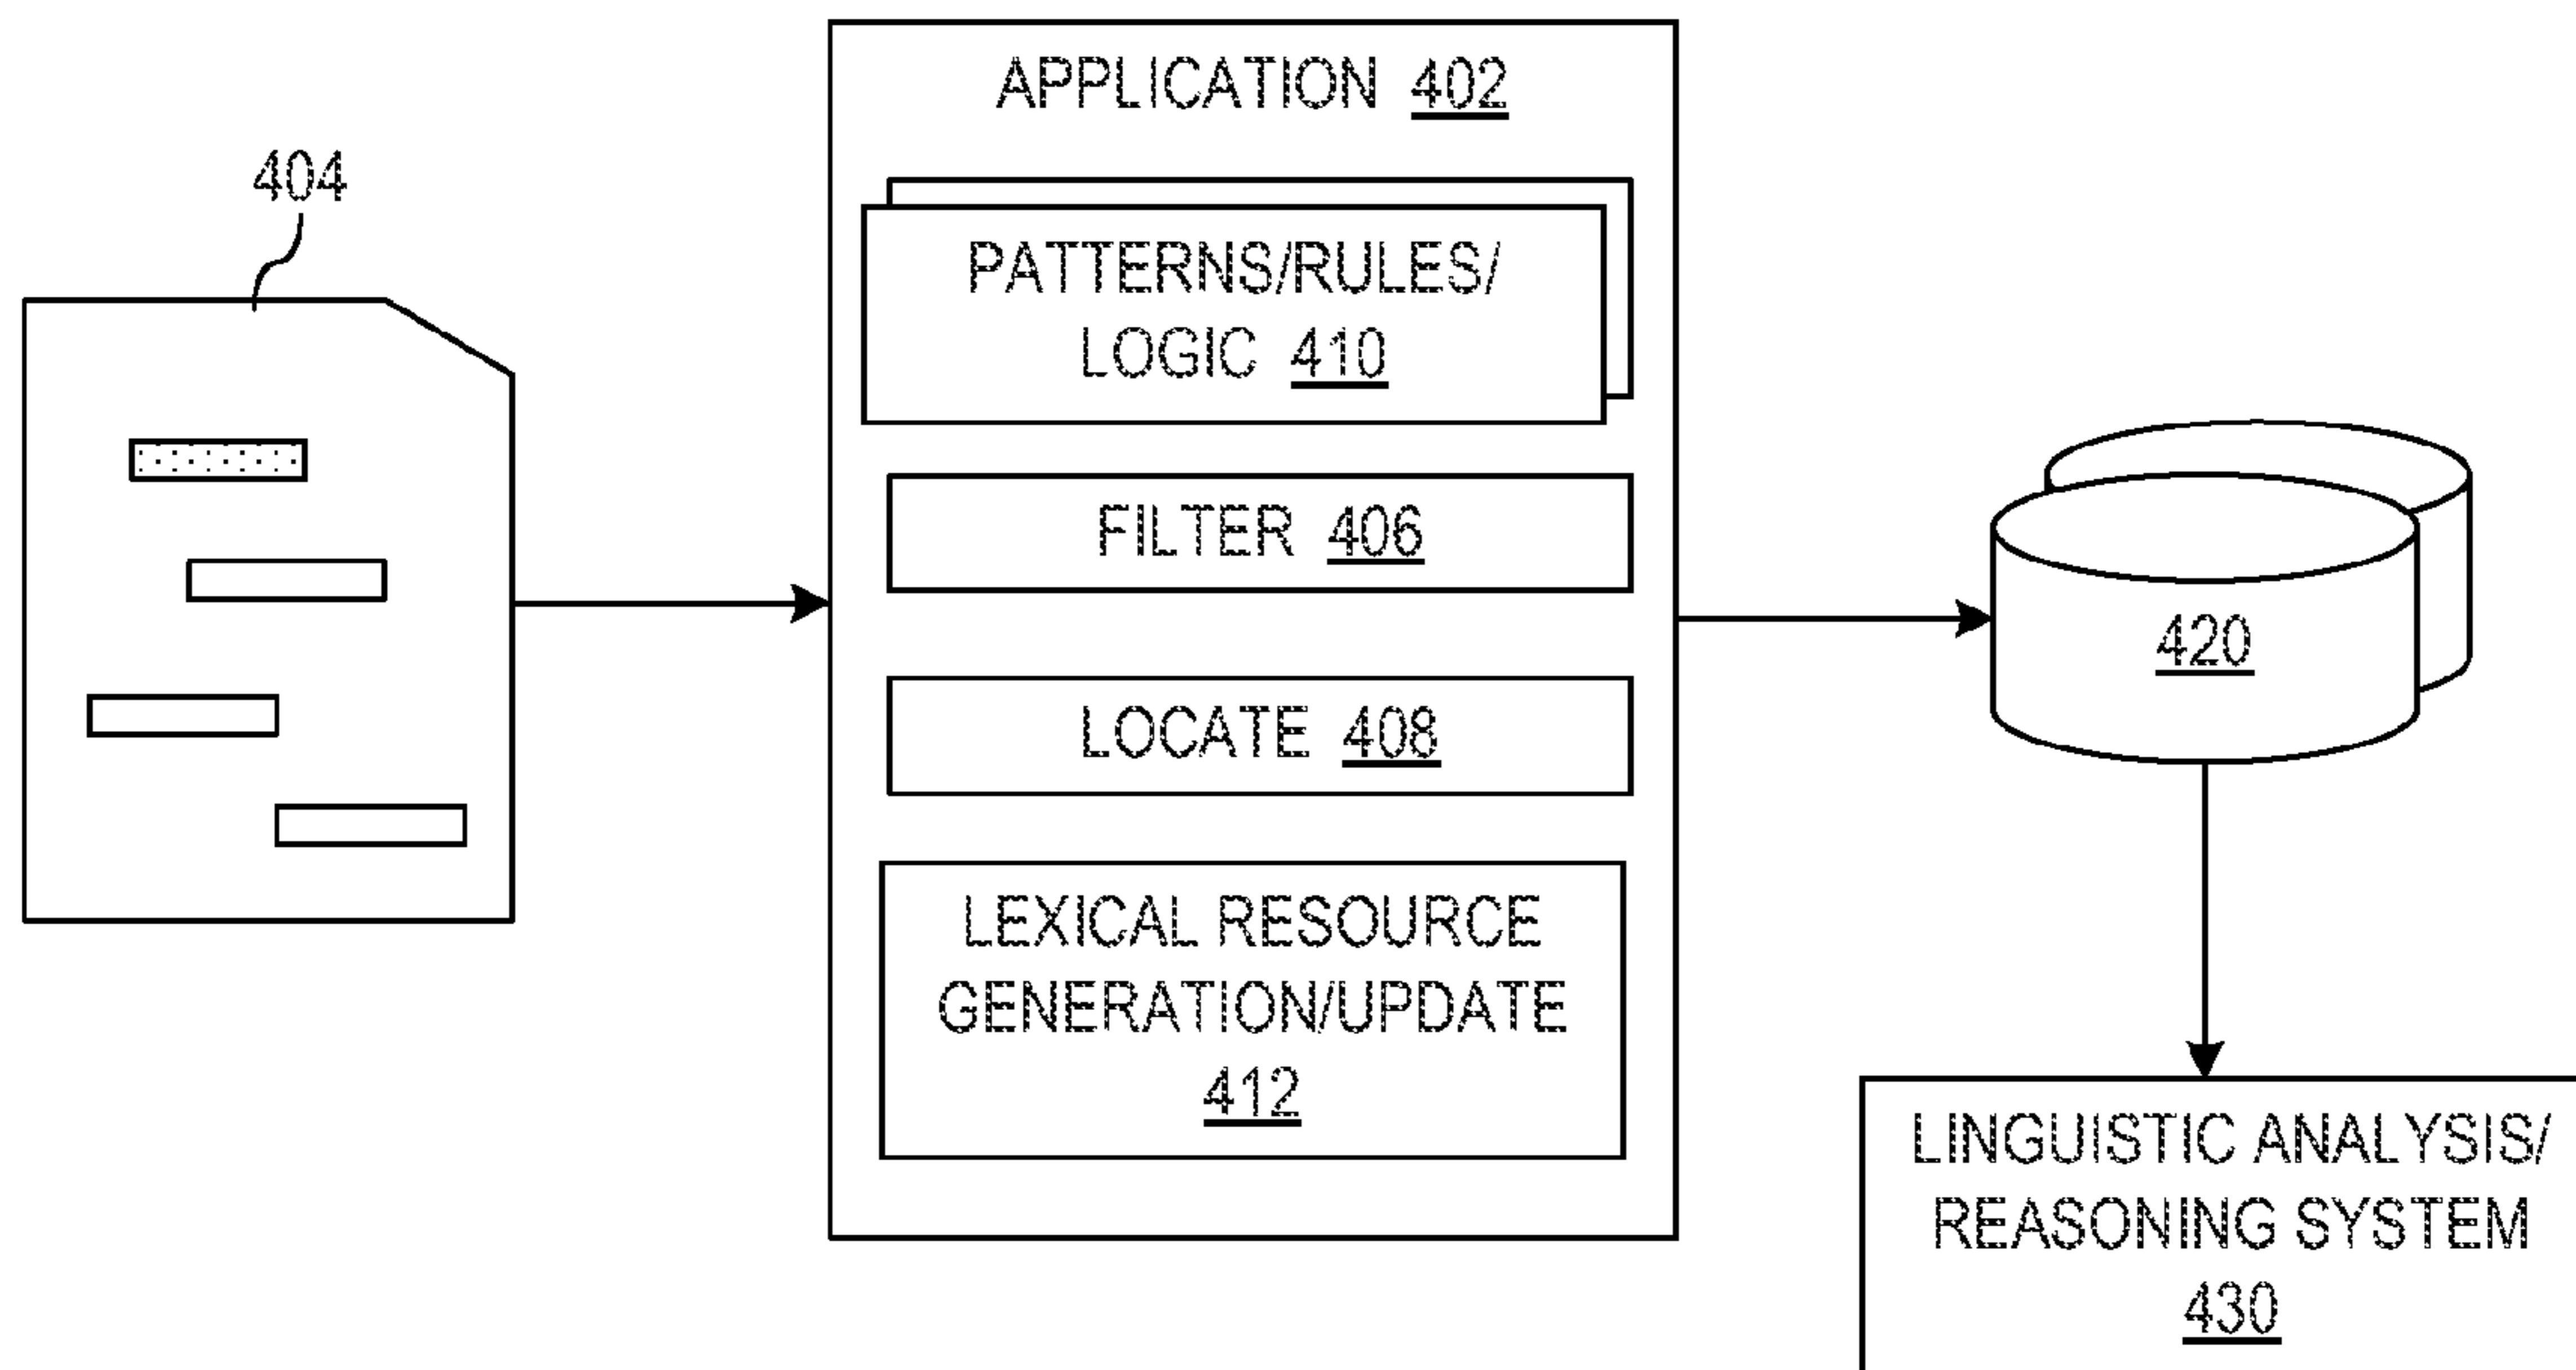 APPLICATION 402
404
PATTERNS/RULES/
LOGIC 410
FILTER 406
LOCATE 408
420
LEXICAL RESOURCE
GENERATION/UPDATE
412
LINGUISTIC ANALYSIS/
REASONING SYSTEM
430